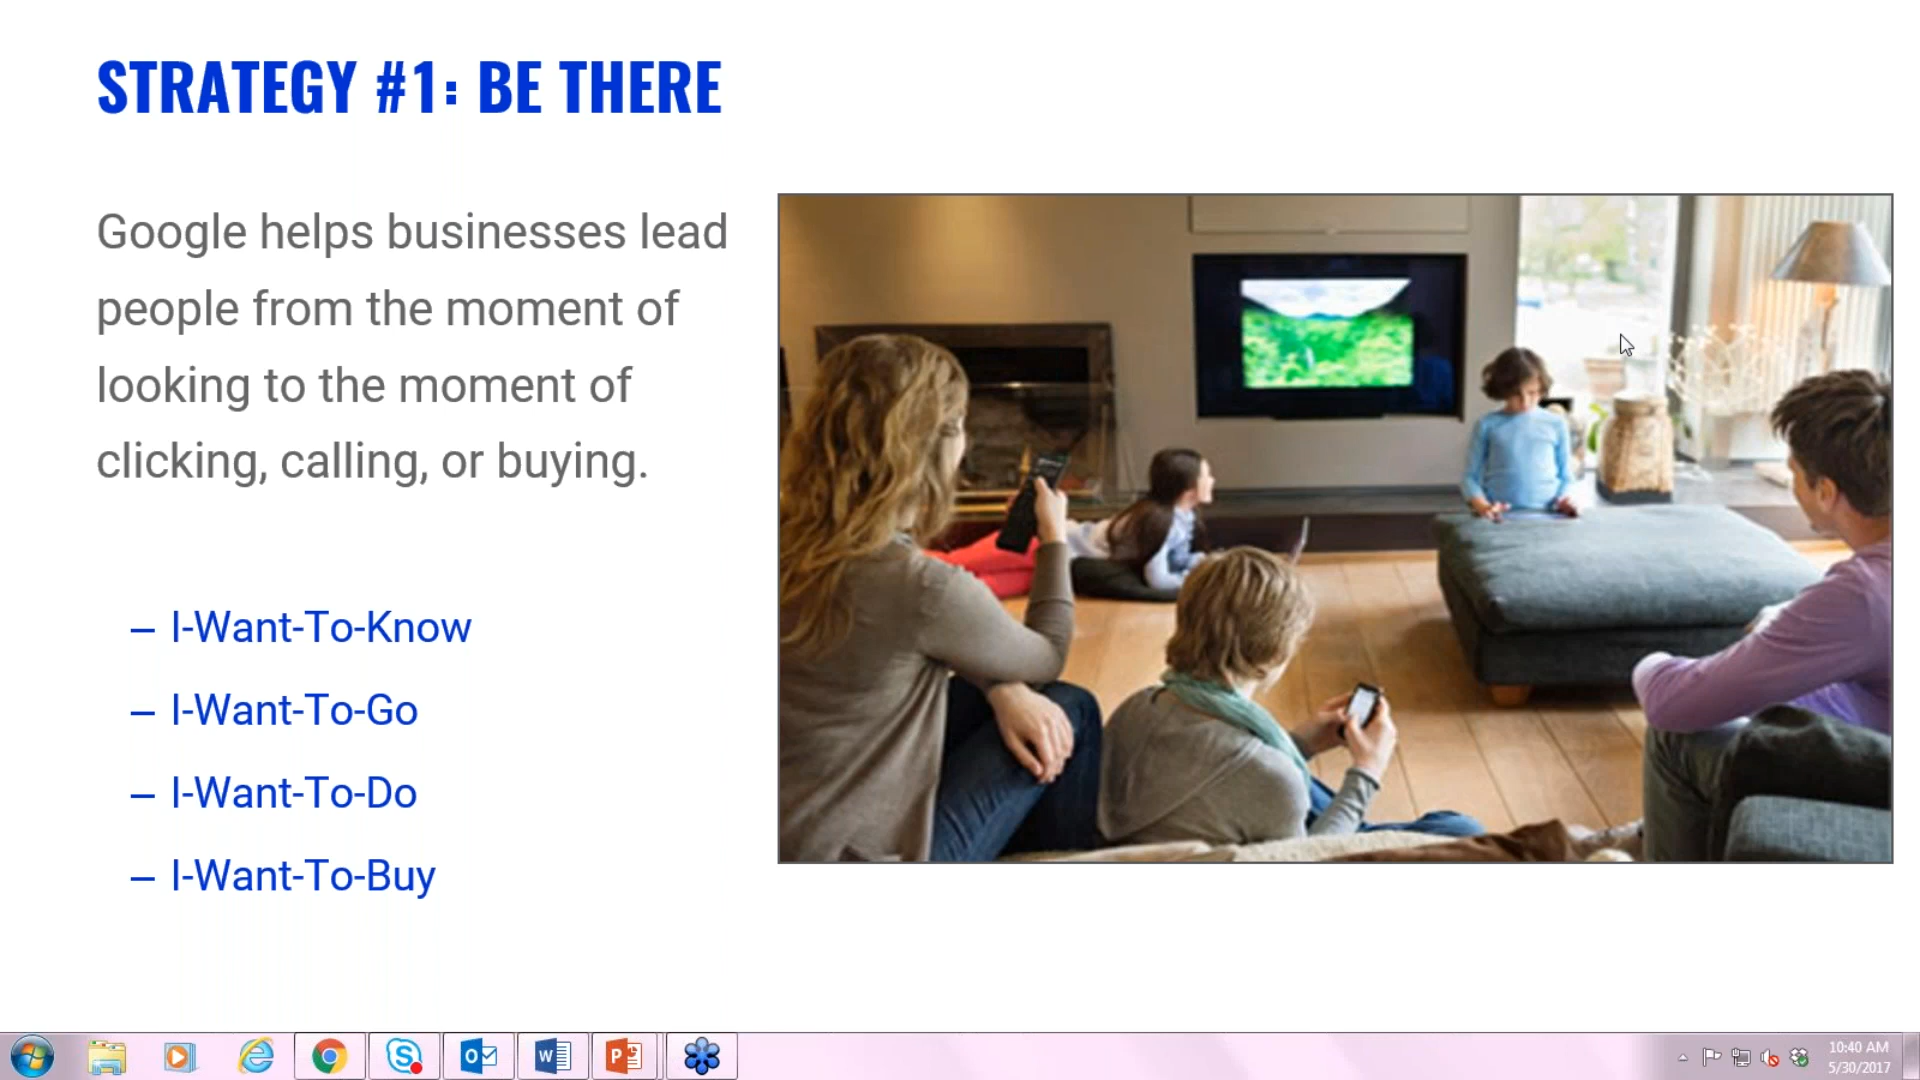 STRATEGY #1: BE THERE
Google helps businesses lead
people from the moment of
looking to the moment of
clicking, calling, or buying.
– I-Want-To-Know
– I-Want-To-Go
– I-Want-To-Do
– I-Want-To-Buy
10:40 AM
5/30/2017